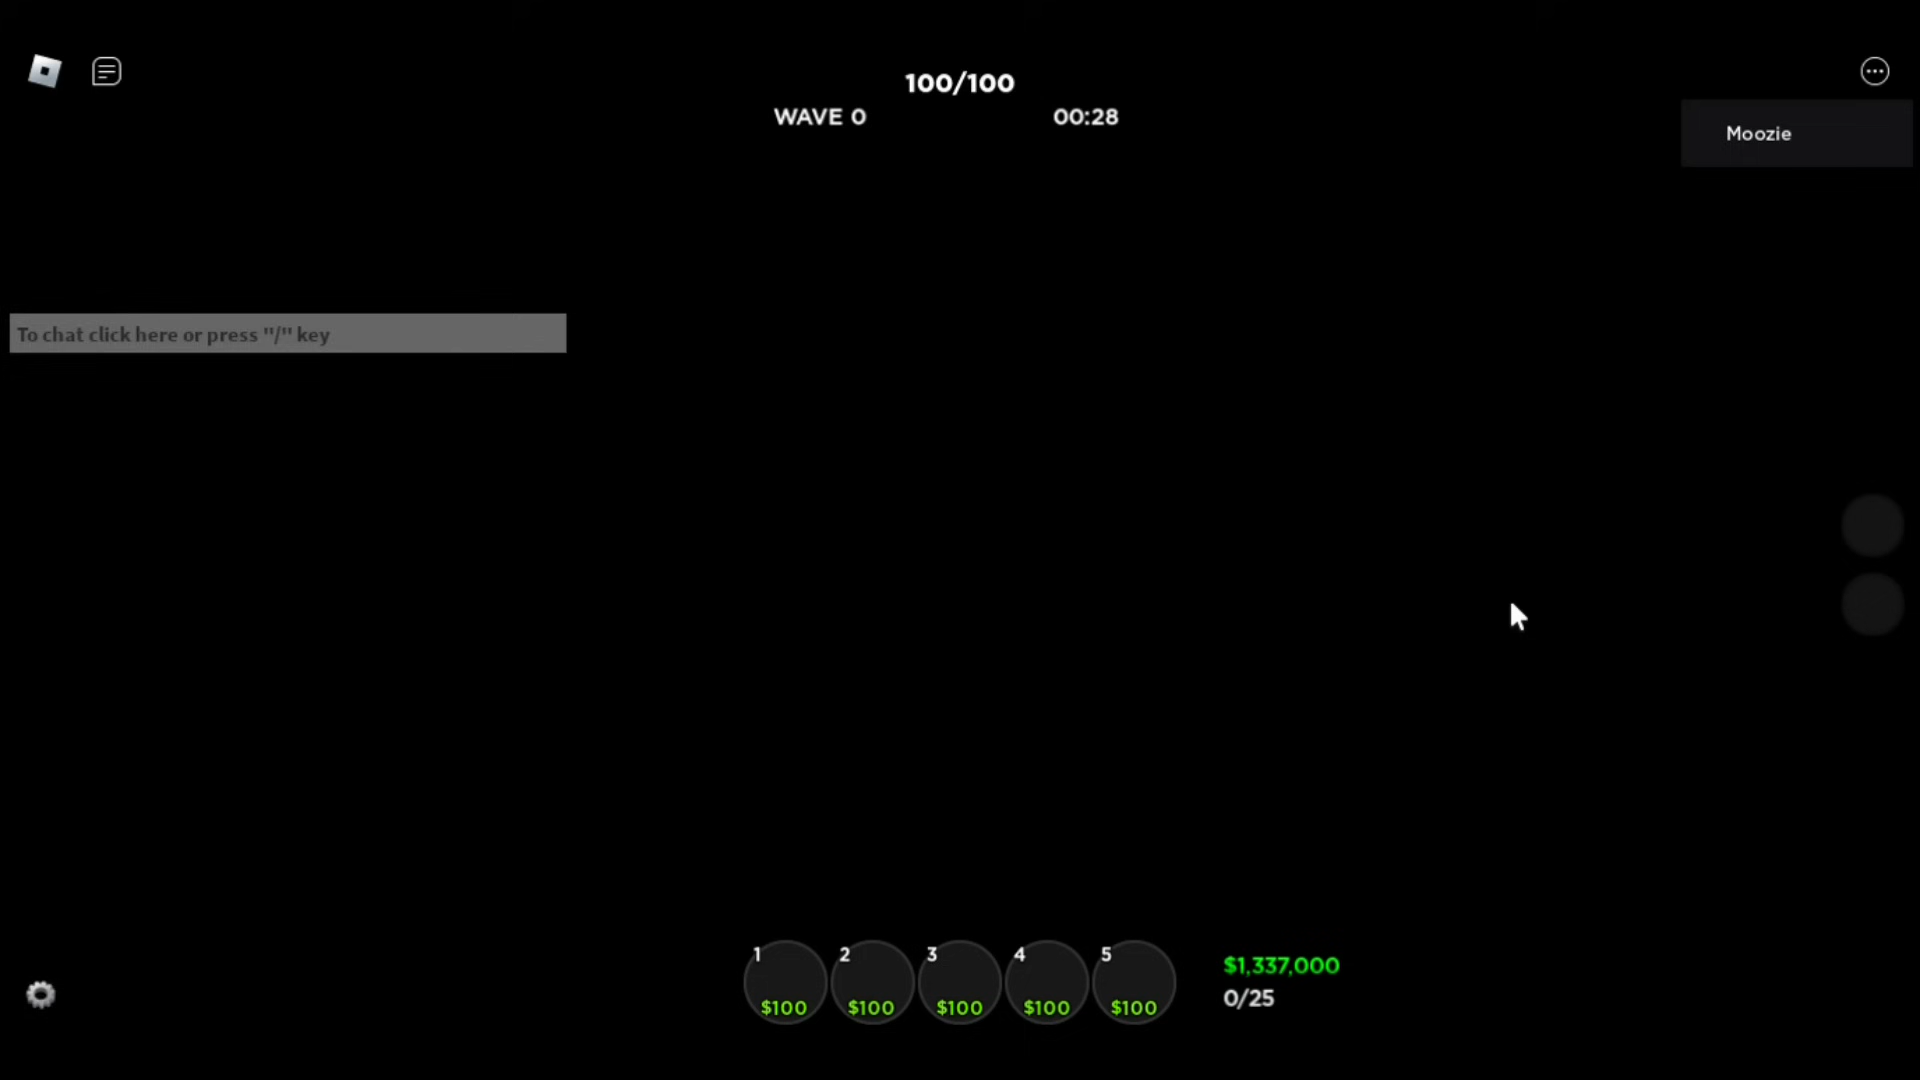 100/100
WAVE 0 00:28
Moozie
To chat click here or press "/" key
1 2 3 4 5
$100 $100 $100 $100 $100
$1,337,000
0/25